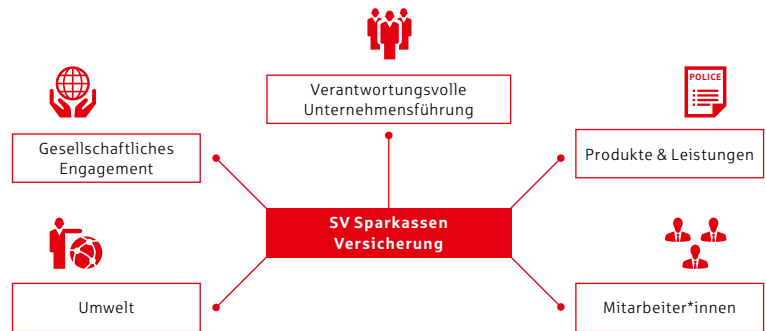 Verantwortungsvolle
Unternehmensführung
POLICE
Gesellschaftliches
Engagement
Produkte & Leistungen
SV Sparkassen
Versicherung
Umwelt
Mitarbeiter*innen